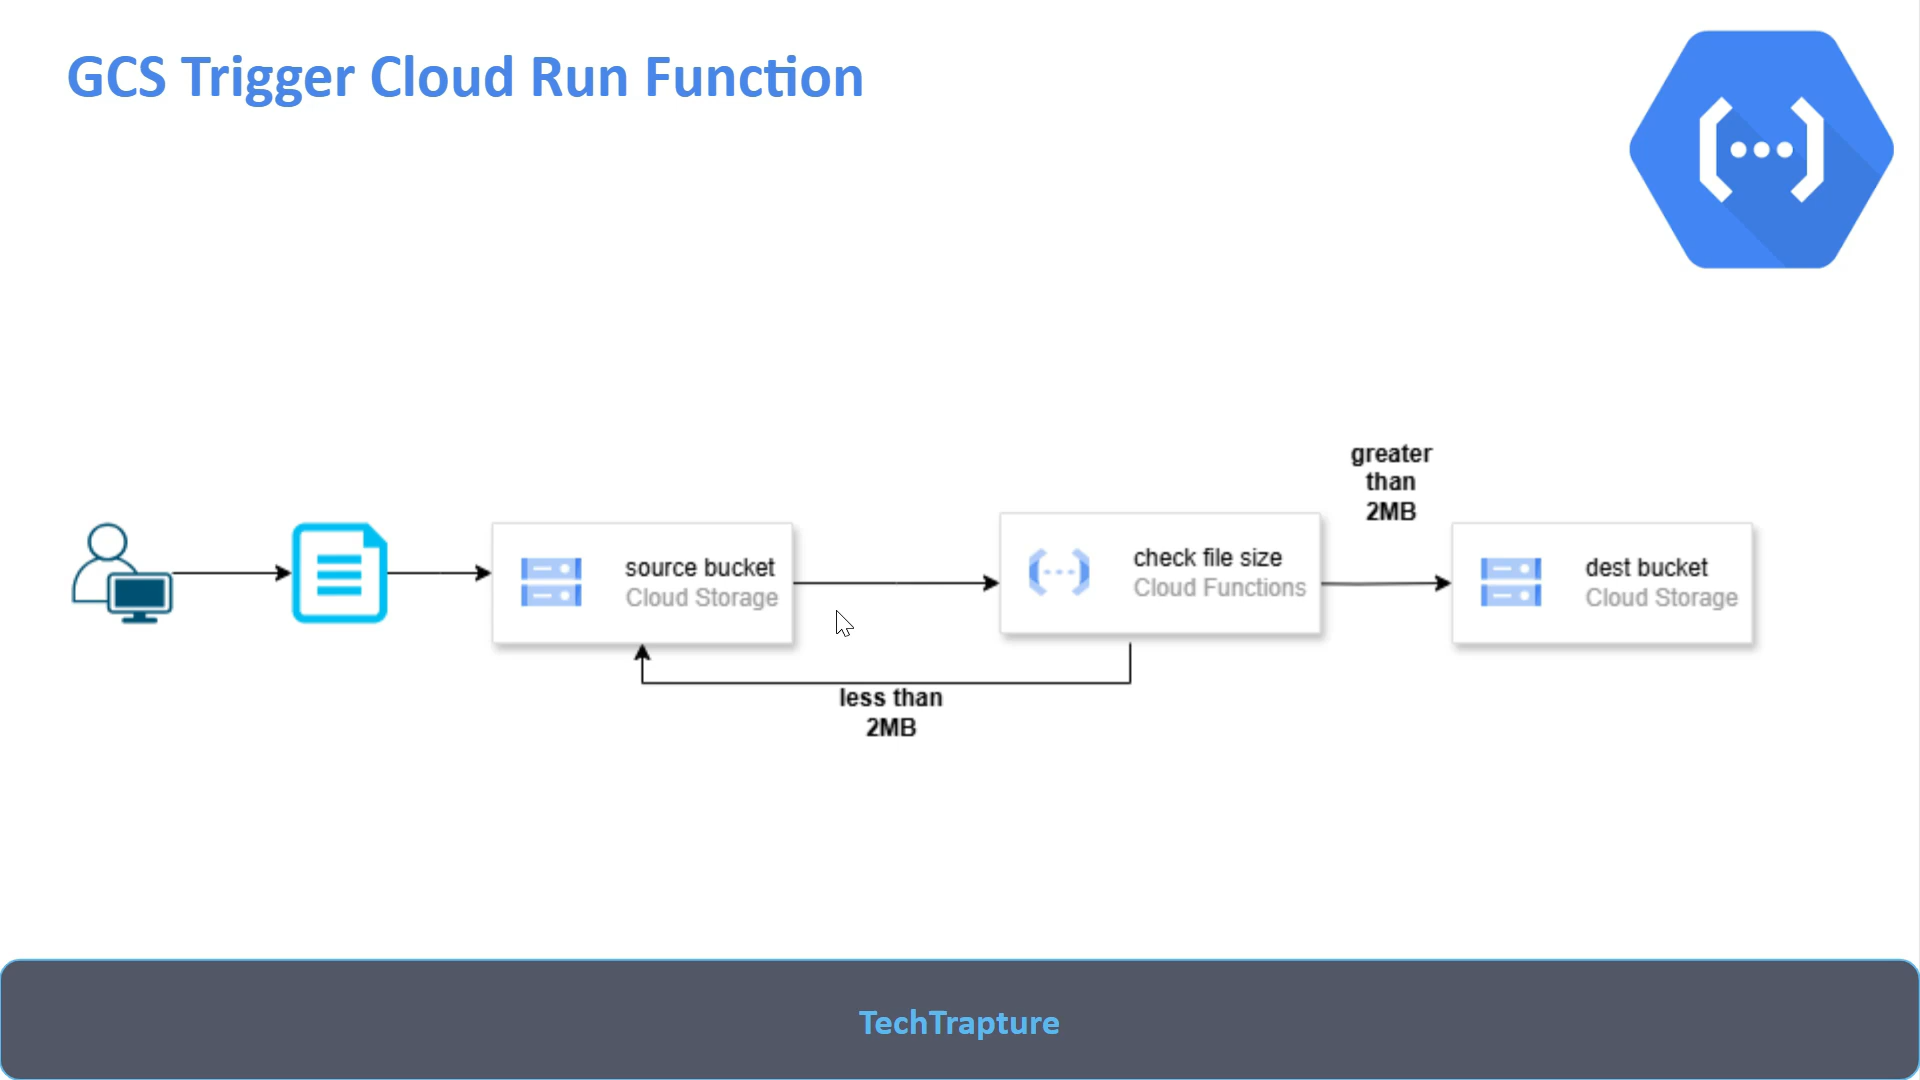 GCS Trigger Cloud Run Function
greater
than
2MB
source bucket
Cloud Storage
check file size
Cloud Functions
dest bucket
Cloud Storage
less than
2MB
TechTrapture